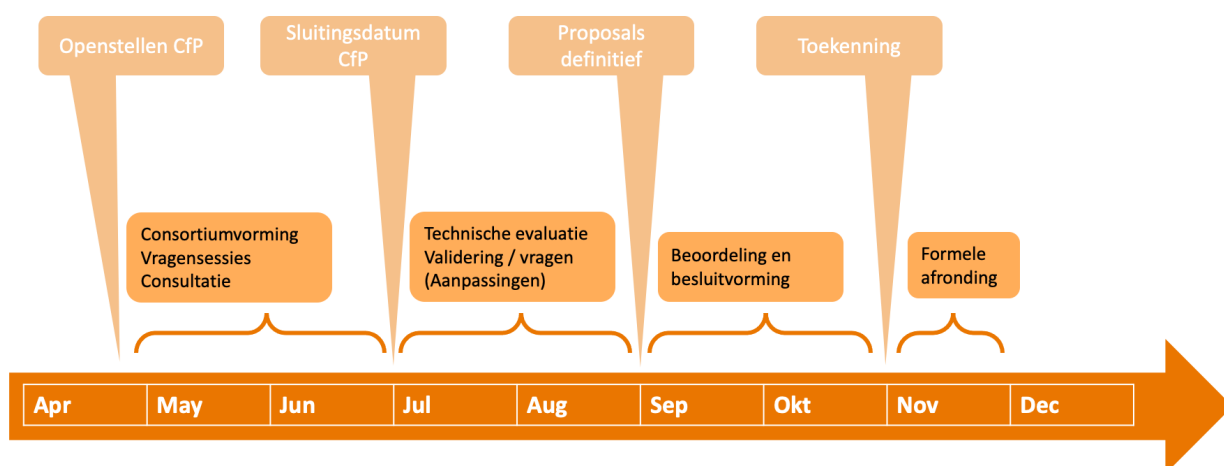 Openstellen CfP
Sluitingsdatum
CfP
Proposals
definitief
Toekenning
Consortiumvorming
Vragensessies
Consultatie
Technische evaluatie
Validering / vragen
(Aanpassingen)
Beoordeling en
besluitvorming
Formele
afronding
Apr May Jun Jul Aug Sep Okt Nov Dec